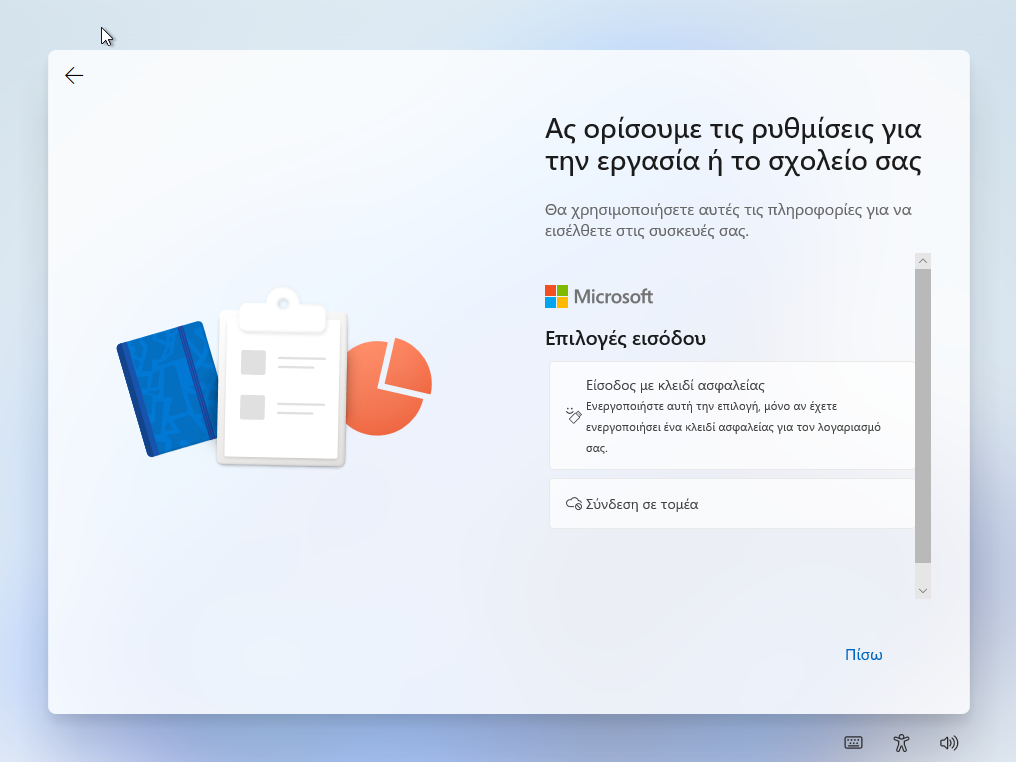 Ας ορίσουμε τις ρυθμίσεις για
την εργασία ή το σχολείο σας
Θα χρησιμοποιήσετε αυτές τις πληροφορίες για να
εισέλθετε στις συσκευές σας.
Microsoft
Επιλογές εισόδου
Είσοδος με κλειδί ασφαλείας
Ενεργοποιήστε αυτή την επιλογή, μόνο αν έχετε
ενεργοποιήσει ένα κλειδί ασφαλείας για τον λογαριασμό
σας.
Σύνδεση σε τομέα
Πίσω